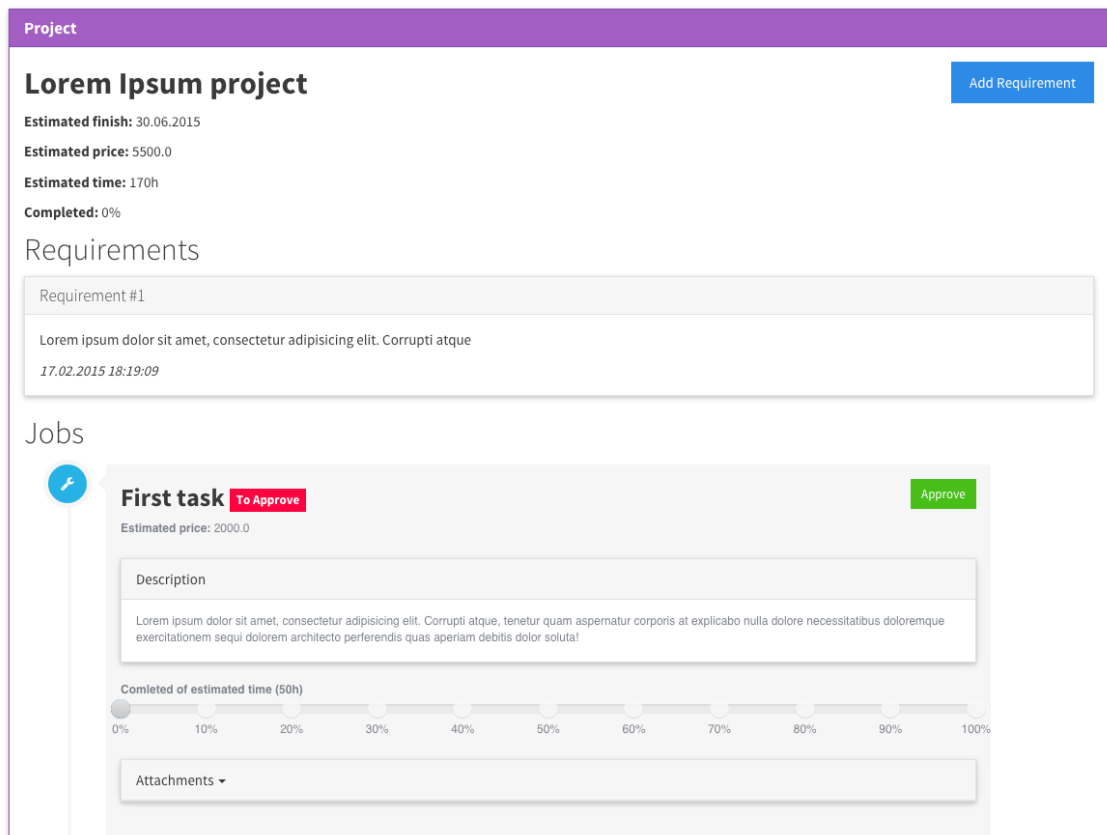 Project
Lorem Ipsum project
Add Requirement
Estimated finish: 30.06.2015
Estimated price: 5500.0
Estimated time: 170h
Completed: 0%
Requirements
Requirement #1
Lorem ipsum dolor sit amet, consectetur adipisicing elit. Corrupti atque
17.02.2015 18:19:09
Jobs
First task To Approve
Approve
Estimated price: 2000.0
Description
Lorem ipsum dolor sit amet, consectetur adipisicing elit. Corrupti atque, tenetur quam aspernatur corporis at explicabo nulla dolore necessitatibus doloremque
exercitationem sequi dolorem architecto perferendis quas aperiam debitis dolor soluta!
Comleted of estimated time (50h)
0% 10% 20% 30% 40% 50% 60% 70% 80% 90% 100%
Attachments